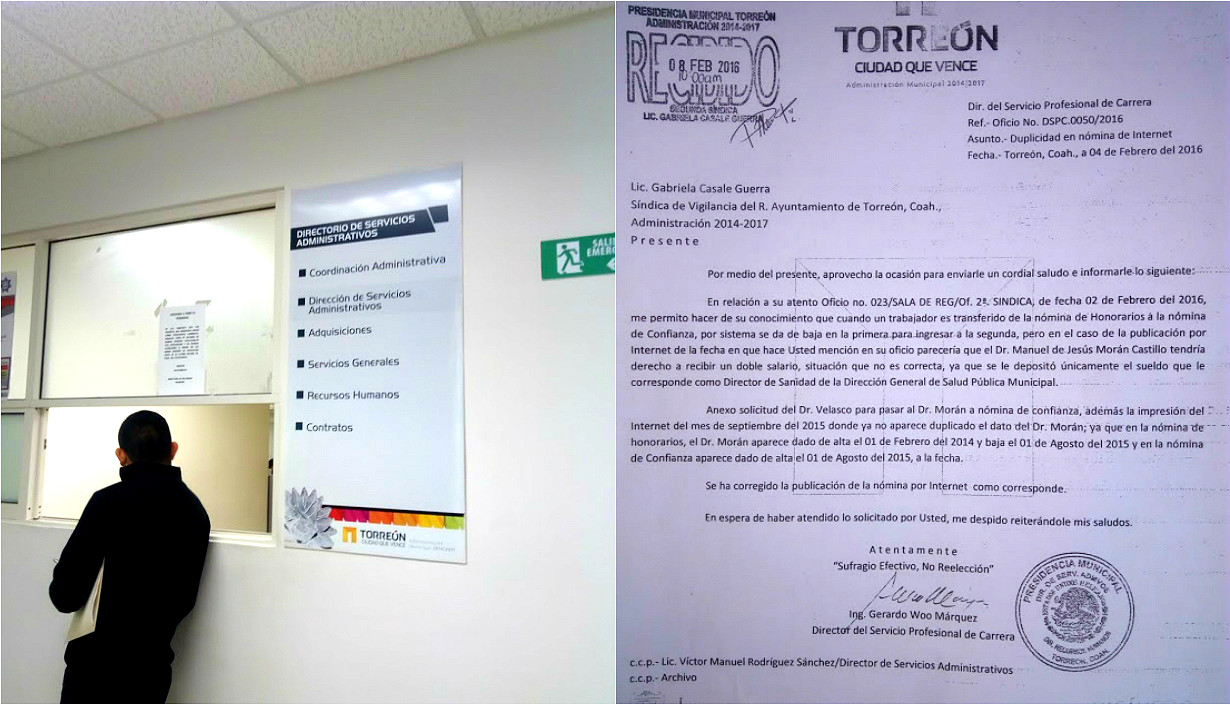 DIRECTORIO DE SERVICIOS
ADMINISTRATIVOS
Coordinación Administrativa
Dirección de Servicios
Administrativos
Adquisiciones
Servicios Generales
Recursos Humanos
Contratos
TORREÓN
CIUDAD QUE VENCE
PRESIDENCIA MUNICIPAL TORREÓN
ADMINISTRACIÓN 2014-2017
RECIBIDO
08 FEB 2016
10:00am
SEGUNDA SÍNDICA
LIC. GABRIELA CASALE GUERRA
TORREÓN
CIUDAD QUE VENCE
Administración Municipal 2014|2017
Dir. del Servicio Profesional de Carrera
Ref.- Oficio No. DSPC.0050/2016
Asunto.- Duplicidad en nómina de Internet
Fecha.- Torreón, Coah., a 04 de Febrero del 2016
Lic. Gabriela Casale Guerra
Síndica de Vigilancia del R. Ayuntamiento de Torreón, Coah.,
Administración 2014-2017
P r e s e n t e
Por medio del presente, aprovecho la ocasión para enviarle un cordial saludo e informarle lo siguiente:
En relación a su atento Oficio no. 023/SALA DE REG/Of. 2ª. SINDICA, de fecha 02 de Febrero del 2016,
me permito hacer de su conocimiento que cuando un trabajador es transferido de la nómina de Honorarios a la nómina
de Confianza, por sistema se da de baja en la primera para ingresar a la segunda, pero en el caso de la publicación por
Internet de la fecha en que hace Usted mención en su oficio parecería que el Dr. Manuel de Jesús Morán Castillo tendría
derecho a recibir un doble salario, situación que no es correcta, ya que se le depositó únicamente el sueldo que le
corresponde como Director de Sanidad de la Dirección General de Salud Pública Municipal.
Anexo solicitud del Dr. Velasco para pasar al Dr. Morán a nómina de confianza, además la impresión del
Internet del mes de septiembre del 2015 donde ya no aparece duplicado el dato del Dr. Morán; ya que en la nómina de
honorarios, el Dr. Morán aparece dado de alta el 01 de Febrero del 2014 y baja el 01 de Agosto del 2015 y en la nómina
de Confianza aparece dado de alta el 01 de Agosto del 2015, a la fecha.
Se ha corregido la publicación de la nómina por Internet como corresponde.
En espera de haber atendido lo solicitado por Usted, me despido reiterándole mis saludos.
A t e n t a m e n t e
"Sufragio Efectivo, No Reelección"
Ing. Gerardo Woo Márquez
Director del Servicio Profesional de Carrera
PRESIDENCIA MUNICIPAL
DIR. DE SERV. ADMVOS.
DIR. RECURSOS HUMANOS
TORREON, COAH.
c.c.p.- Lic. Víctor Manuel Rodríguez Sánchez/Director de Servicios Administrativos
c.c.p.- Archivo